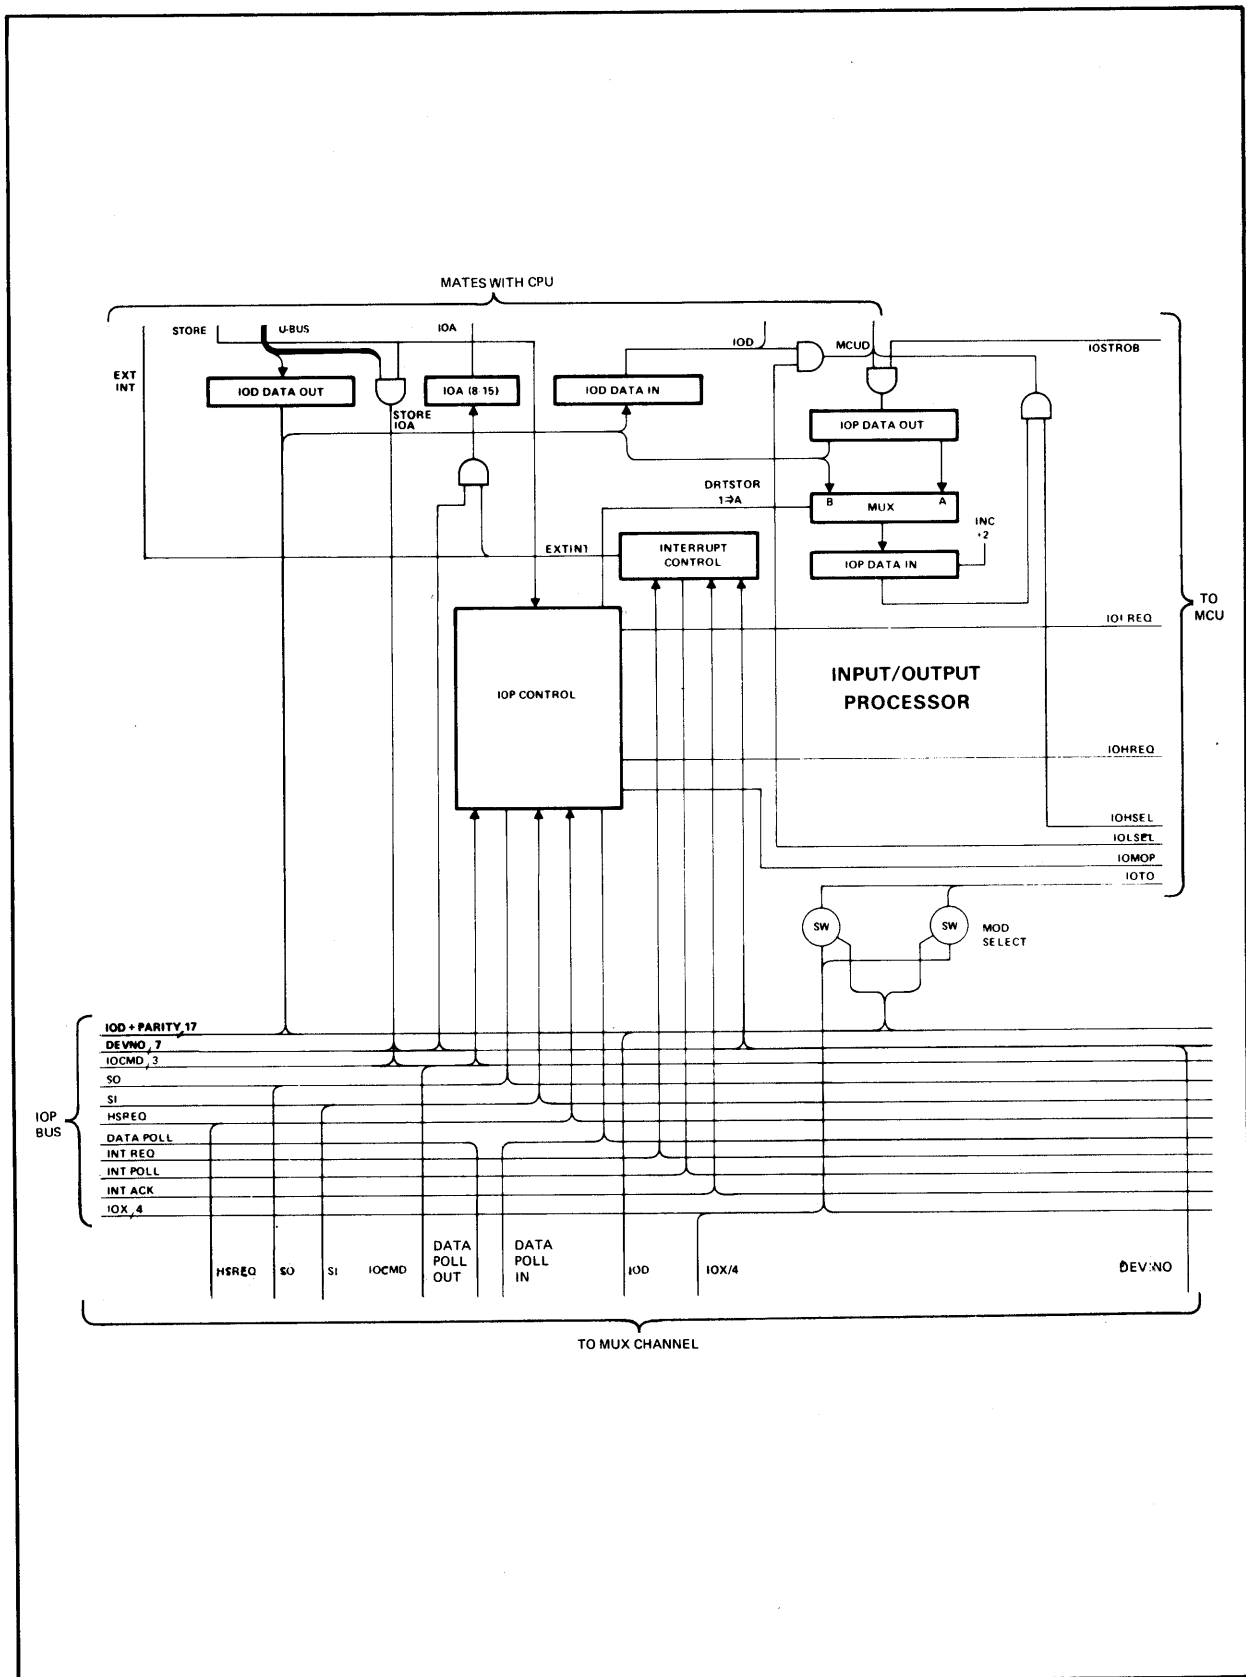 MATES WITH CPU
STORE
U-BUS
IOA
IOD
MCUD
IOSTROB
EXT
INT
IOD DATA OUT
STORE
IOA
IOA (8-15)
IOD DATA IN
IOP DATA OUT
DRTSTOR
1⇒A
B
MUX
A
INC
+2
EXTINT
INTERRUPT
CONTROL
IOP DATA IN
TO
MCU
IOLREQ
IOP CONTROL
INPUT/OUTPUT
PROCESSOR
IOHREQ
IOHSEL
IOLSEL
IOMOP
IOTO
SW
SW
MOD
SELECT
IOP
BUS
IOD + PARITY,17
DEVNO,7
IOCMD,3
SO
SI
HSREQ
DATA POLL
INT REQ
INT POLL
INT ACK
IOX,4
HSREQ
SO
SI
IOCMD
DATA
POLL
OUT
DATA
POLL
IN
IOD
IOX/4
DEV:NO
TO MUX CHANNEL